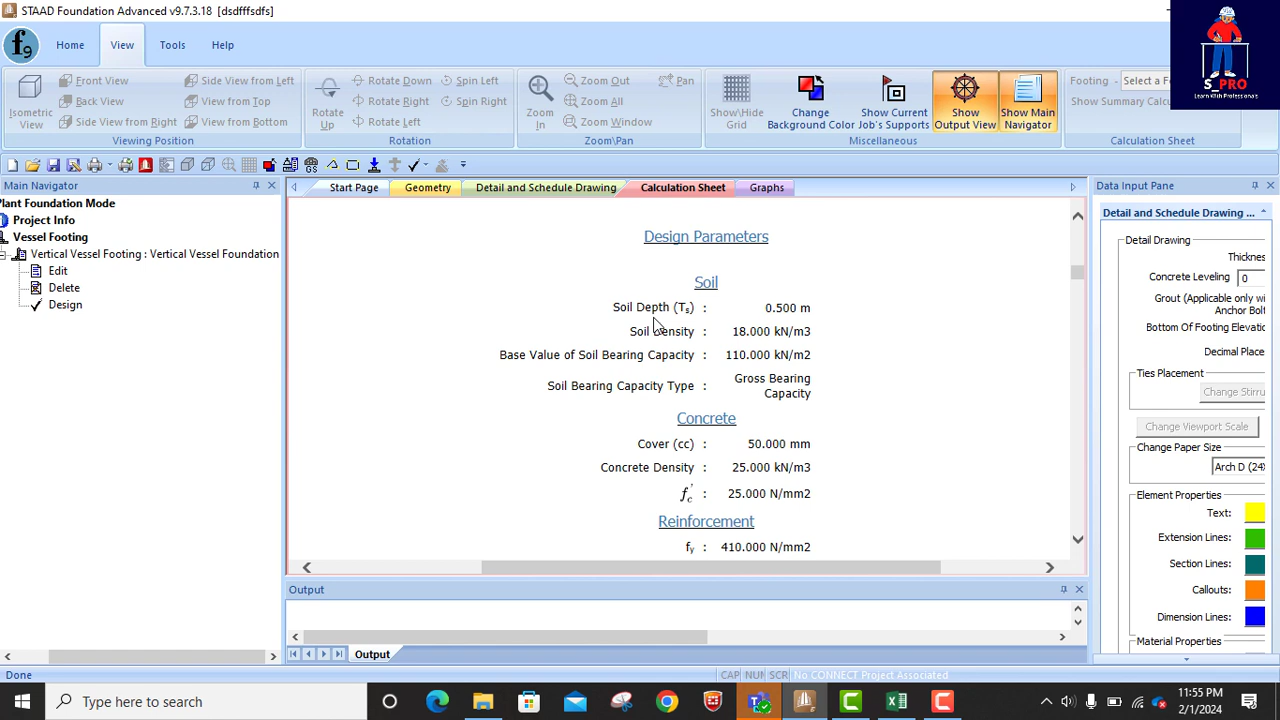 STAAD Foundation Advanced v9.7.3.18 [dsdfffsdfs]
Home View Tools Help
Isometric View
Front View
Back View
Side View from Right
Side View from Left
View from Top
View from Bottom
Viewing Position
Rotate Up
Rotate Down
Rotate Right
Rotate Left
Spin Left
Spin Right
Rotation
Zoom In
Zoom Out
Zoom All
Zoom Window
Pan
Zoom\Pan
Show\Hide Grid
Change Background Color
Show Current Job's Supports
Show Output View
Show Main Navigator
Miscellaneous
Footing Select a F
Show Summary Calc
Calculation Sheet
S_PRO
Learn With Professionals
Main Navigator
Plant Foundation Mode
Project Info
Vessel Footing
Vertical Vessel Footing : Vertical Vessel Foundation
Edit
Delete
Design
Start Page Geometry Detail and Schedule Drawing Calculation Sheet Graphs
Design Parameters
Soil
Soil Depth (Ts) : 0.500 m
Soil Density : 18.000 kN/m3
Base Value of Soil Bearing Capacity : 110.000 kN/m2
Soil Bearing Capacity Type : Gross Bearing Capacity
Concrete
Cover (cc) : 50.000 mm
Concrete Density : 25.000 kN/m3
f'c : 25.000 N/mm2
Reinforcement
fy : 410.000 N/mm2
Output
Output
Data Input Pane
Detail and Schedule Drawing ...
Detail Drawing
Thicknes
Concrete Leveling 0
Grout (Applicable only wi
Anchor Bolt
Bottom Of Footing Elevatio
Decimal Place
Ties Placement
Change Stirru
Change Viewport Scale
Change Paper Size
Arch D (24
Element Properties
Text:
Extension Lines:
Section Lines:
Callouts:
Dimension Lines:
Material Properties
Done
CAP NUM SCR No CONNECT Project Associated
Type here to search
11:55 PM
2/1/2024